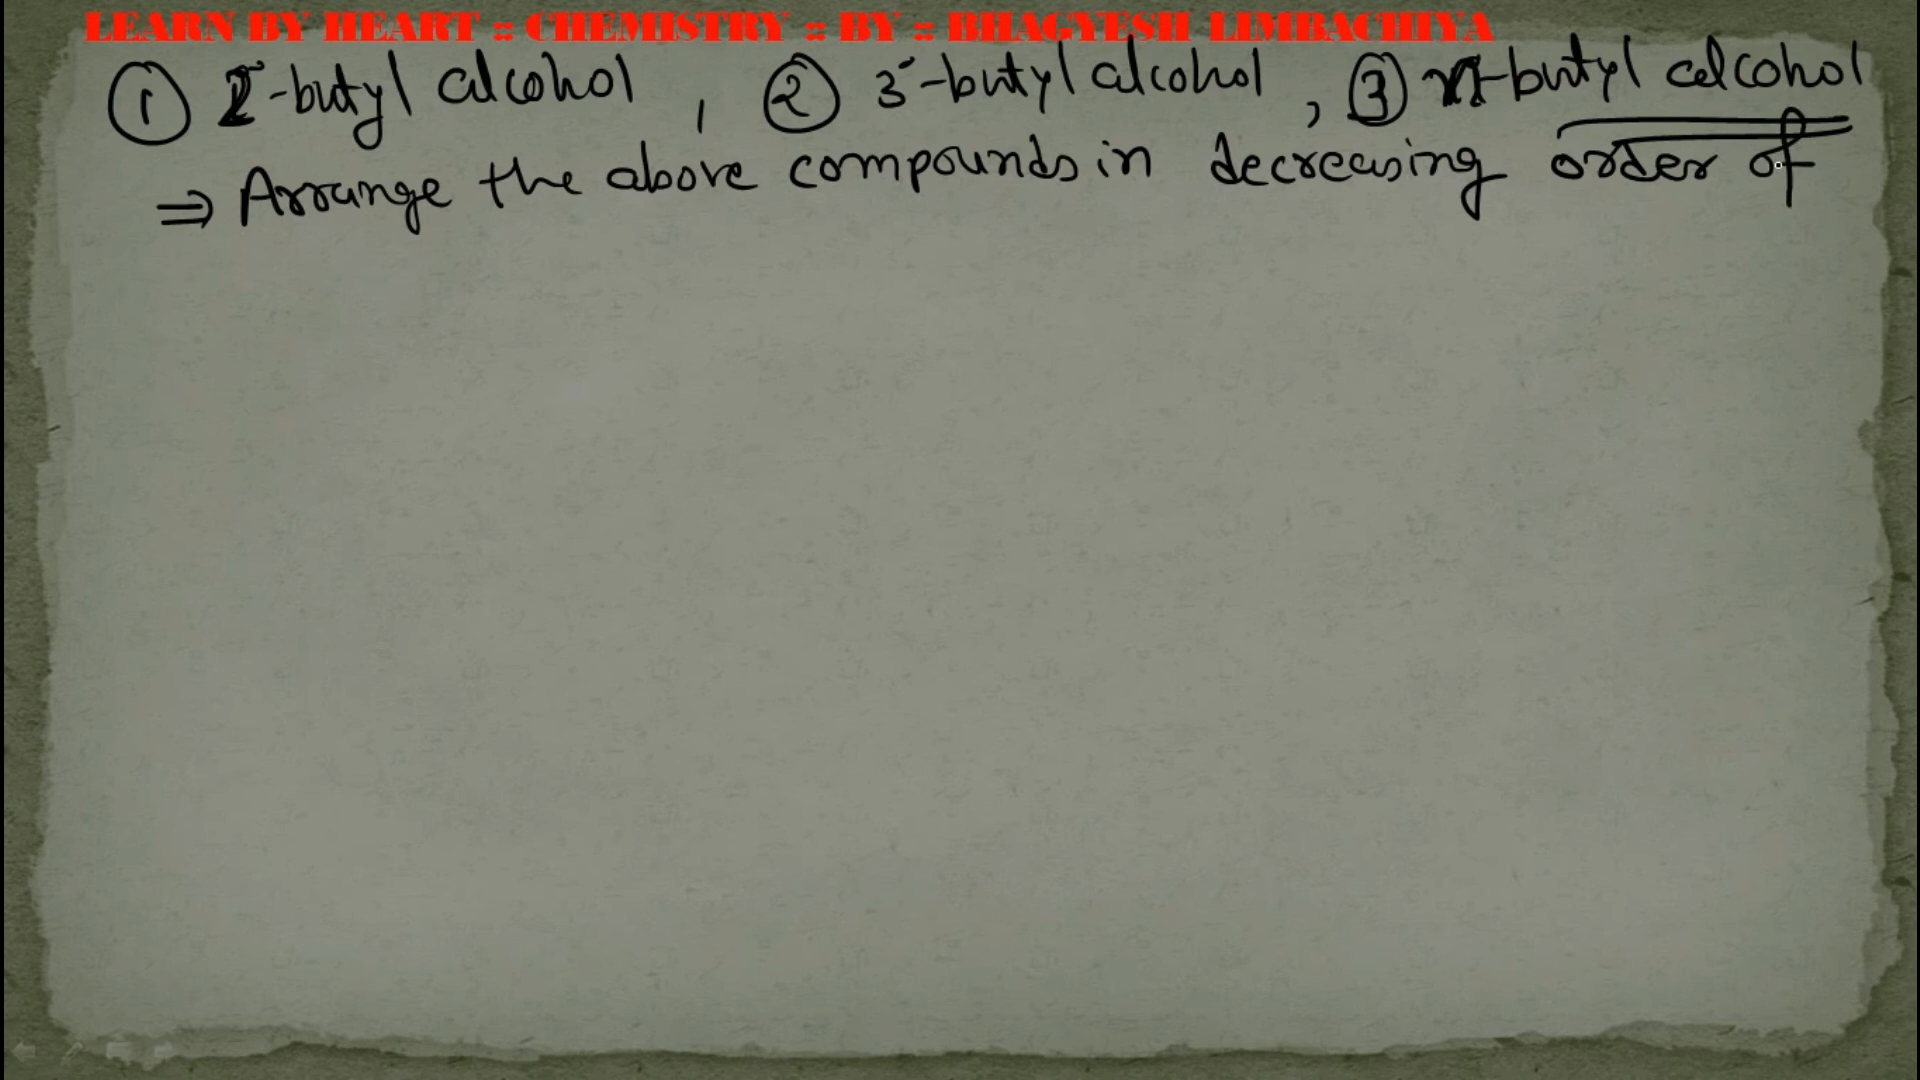 LEARN BY HEART :: CHEMISTRY :: BY :: BHAGYESH LIMBACHIYA
① 2°-butyl alcohol, ② 3°-butyl alcohol, ③ n-butyl alcohol
⇒ Arrange the above compounds in decreasing order of